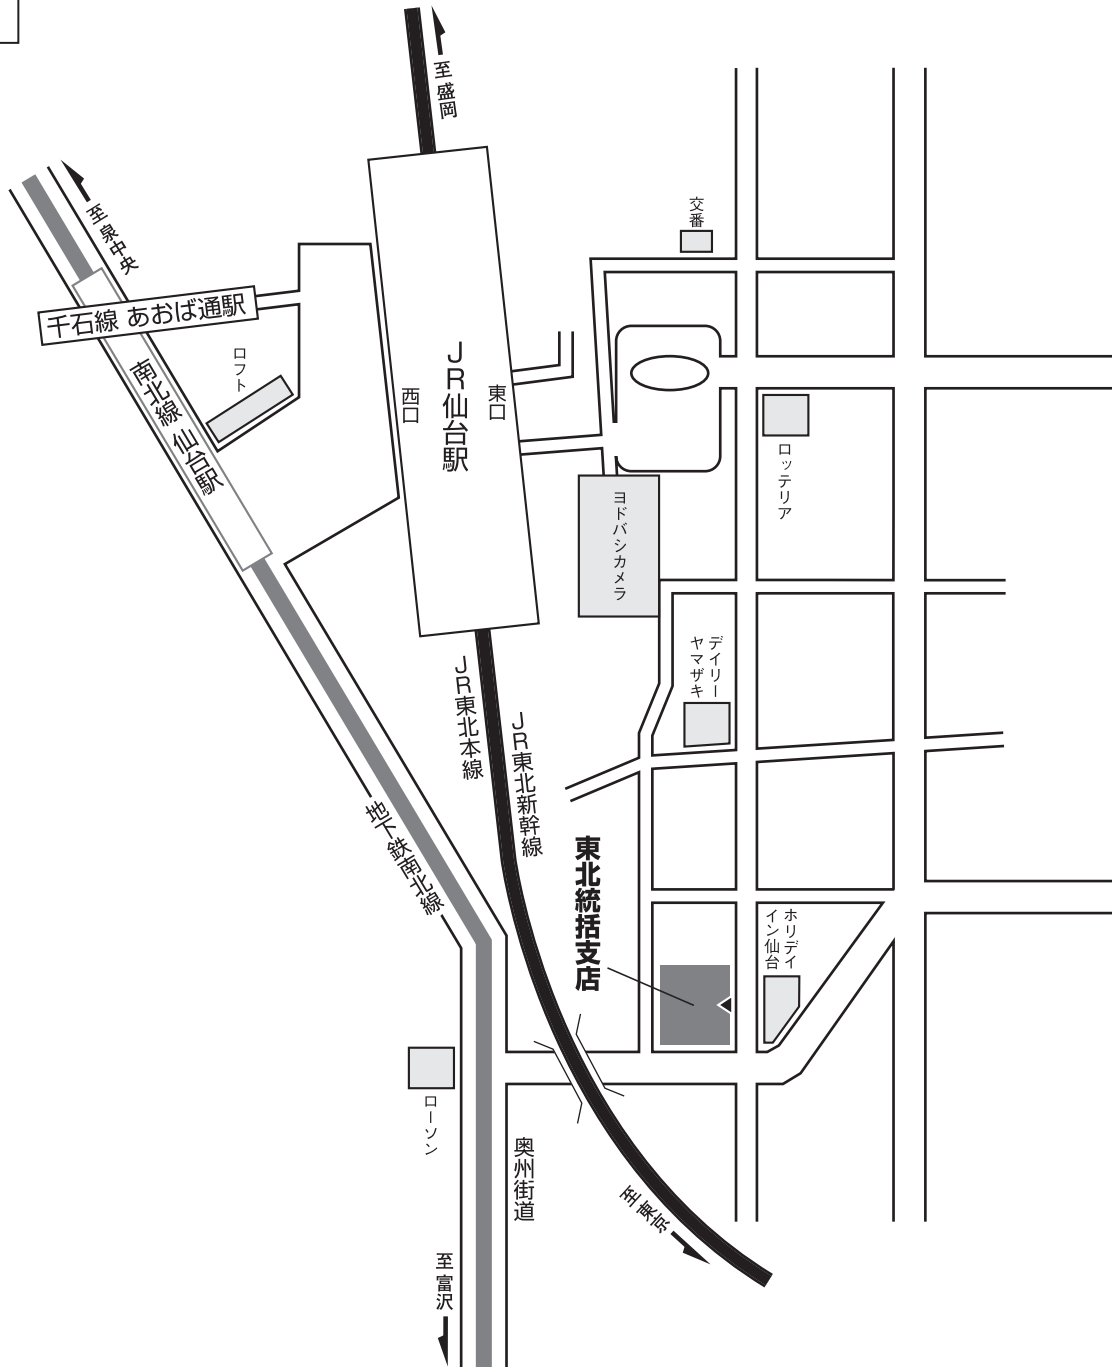 至盛岡
至泉中央
交番
千石線 あおば通駅
ロフト
南北線 仙台駅
西口
JR仙台駅
東口
ロッテリア
ヨドバシカメラ
デイリー
ヤマザキ
JR東北本線
JR東北新幹線
地下鉄南北線
東北統括支店
ホリデイ
イン仙台
ローソン
奥州街道
至東京
至富沢